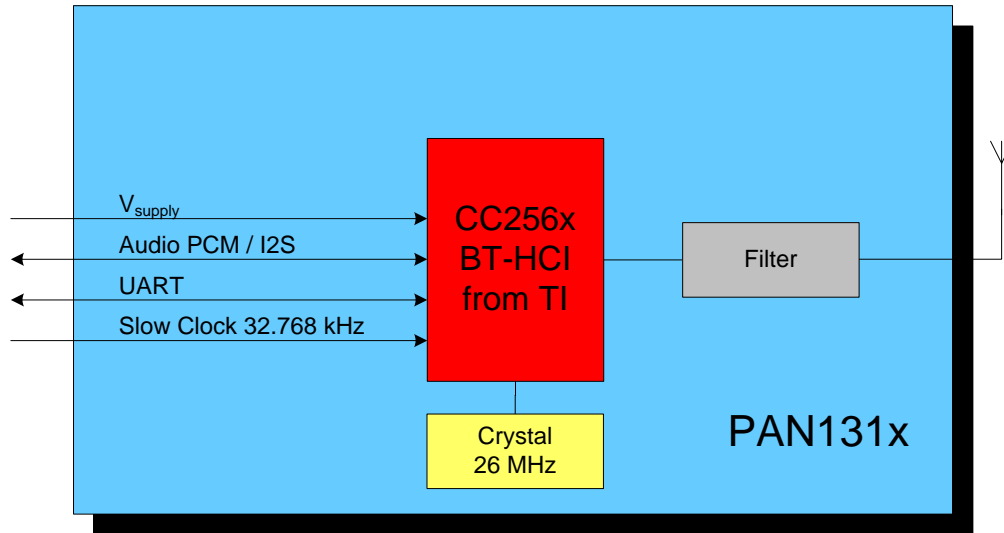 V supply
Audio PCM / I2S
UART
Slow Clock 32.768 kHz
CC256x
BT-HCI
from TI
Filter
Crystal
26 MHz
PAN131x